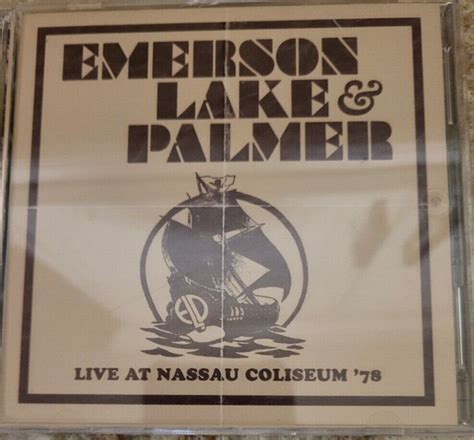 EMERSON
LAKE &
PALMER
ELP
LIVE AT NASSAU COLISEUM '78